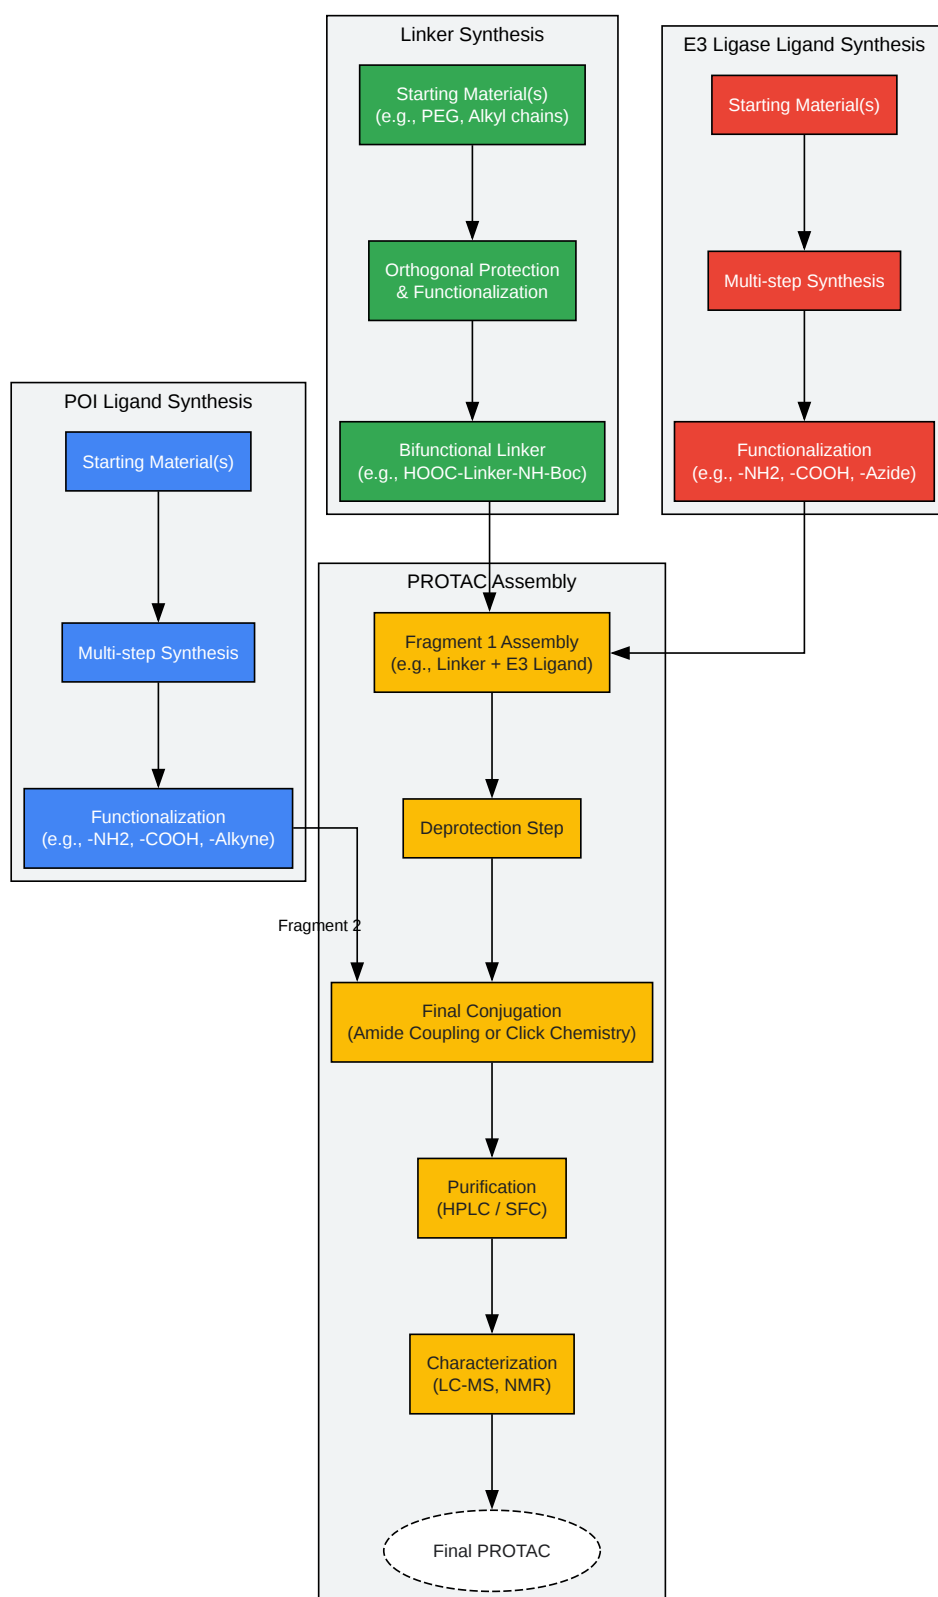 Linker Synthesis
Starting Material(s)
(e.g., PEG, Alkyl chains)
Orthogonal Protection
& Functionalization
Bifunctional Linker
(e.g., HOOC-Linker-NH-Boc)
E3 Ligase Ligand Synthesis
Starting Material(s)
Multi-step Synthesis
Functionalization
(e.g., -NH2, -COOH, -Azide)
POI Ligand Synthesis
Starting Material(s)
Multi-step Synthesis
Functionalization
(e.g., -NH2, -COOH, -Alkyne)
Fragment 2
PROTAC Assembly
Fragment 1 Assembly
(e.g., Linker + E3 Ligand)
Deprotection Step
Final Conjugation
(Amide Coupling or Click Chemistry)
Purification
(HPLC / SFC)
Characterization
(LC-MS, NMR)
Final PROTAC